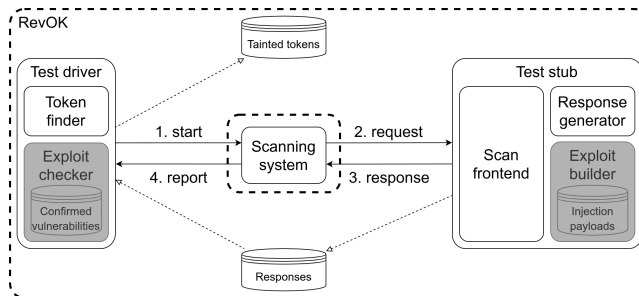 RevOK
Tainted tokens
Test driver
Token
finder
Exploit
checker
Confirmed
vulnerabilities
1. start
4. report
Scanning
system
2. request
3. response
Test stub
Scan
frontend
Response
generator
Exploit
builder
Injection
payloads
Responses